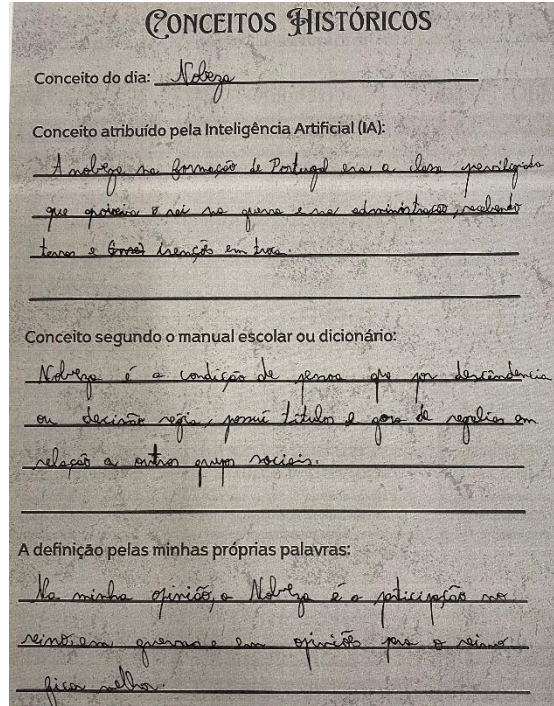 CONCEITOS HISTÓRICOS
Conceito do dia: Nobreza
Conceito atribuído pela Inteligência Artificial (IA):
A nobreza na formação de Portugal era a classe privilegiada
que apoiava o rei na guerra e na administração, recebendo
terras e isenções em troca.
Conceito segundo o manual escolar ou dicionário:
Nobreza é a condição de pessoa que por descendência
ou decisão régia, possuí títulos e goza de regalias em
relação a outros grupos sociais.
A definição pelas minhas próprias palavras:
Na minha opinião, a Nobreza é a participação no
reino, em guerras e em opiniões para o reino
ficar melhor.